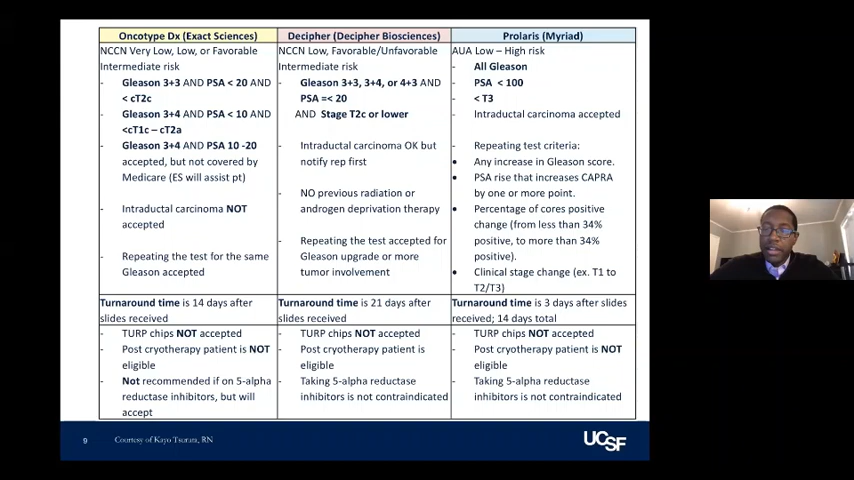 Oncotype Dx (Exact Sciences)
NCCN Very Low, Low, or Favorable
Intermediate risk
- Gleason 3+3 AND PSA < 20 AND
< cT2c
- Gleason 3+4 AND PSA < 10 AND
<cT1c – cT2a
- Gleason 3+4 AND PSA 10 -20
accepted, but not covered by
Medicare (ES will assist pt)
- Intraductal carcinoma NOT
accepted
- Repeating the test for the same
Gleason accepted
Turnaround time is 14 days after
slides received
- TURP chips NOT accepted
- Post cryotherapy patient is NOT
eligible
- Not recommended if on 5-alpha
reductase inhibitors, but will
accept
Decipher (Decipher Biosciences)
NCCN Low, Favorable/Unfavorable
Intermediate risk
- Gleason 3+3, 3+4, or 4+3 AND
PSA =< 20
AND Stage T2c or lower
- Intraductal carcinoma OK but
notify rep first
- NO previous radiation or
androgen deprivation therapy
- Repeating the test accepted for
Gleason upgrade or more
tumor involvement
Turnaround time is 21 days after
slides received
- TURP chips NOT accepted
- Post cryotherapy patient is
eligible
- Taking 5-alpha reductase
inhibitors is not contraindicated
Prolaris (Myriad)
AUA Low – High risk
- All Gleason
- PSA < 100
- < T3
- Intraductal carcinoma accepted
- Repeating test criteria:
• Any increase in Gleason score.
• PSA rise that increases CAPRA
by one or more point.
• Percentage of cores positive
change (from less than 34%
positive, to more than 34%
positive).
• Clinical stage change (ex. T1 to
T2/T3)
Turnaround time is 3 days after slides
received; 14 days total
- TURP chips NOT accepted
- Post cryotherapy patient is NOT
eligible
- Taking 5-alpha reductase
inhibitors is not contraindicated
9
Courtesy of Kayo Tsurara, RN
UCSF